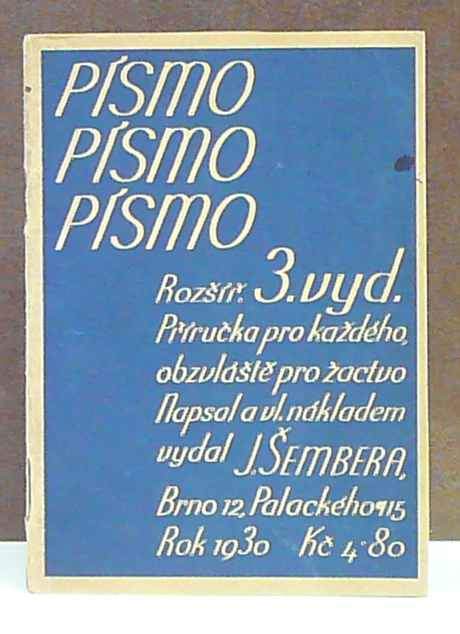 PÍSMO
PÍSMO
PÍSMO
Rozšíř. 3. vyd.
Příručka pro každého,
obzvláště pro žactvo
Napsal a vl. nákladem
vydal J. ŠEMBERA,
Brno 12, Palackého 115
Rok 1930 Kč 4·80